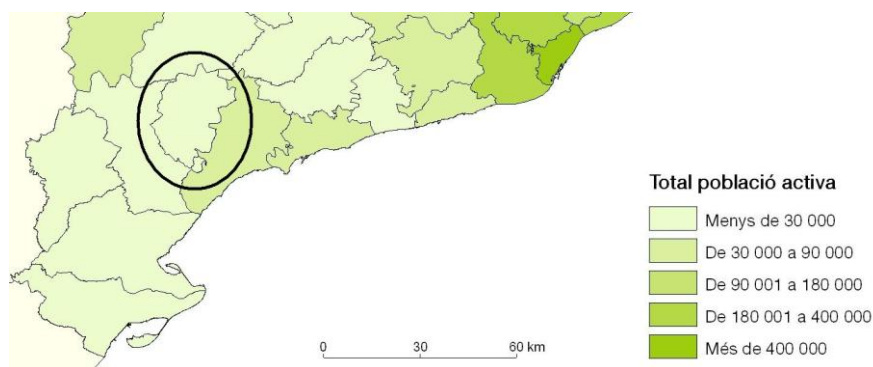 Total població activa
Menys de 30 000
De 30 000 a 90 000
De 90 001 a 180 000
De 180 001 a 400 000
Més de 400 000
0 30 60 km